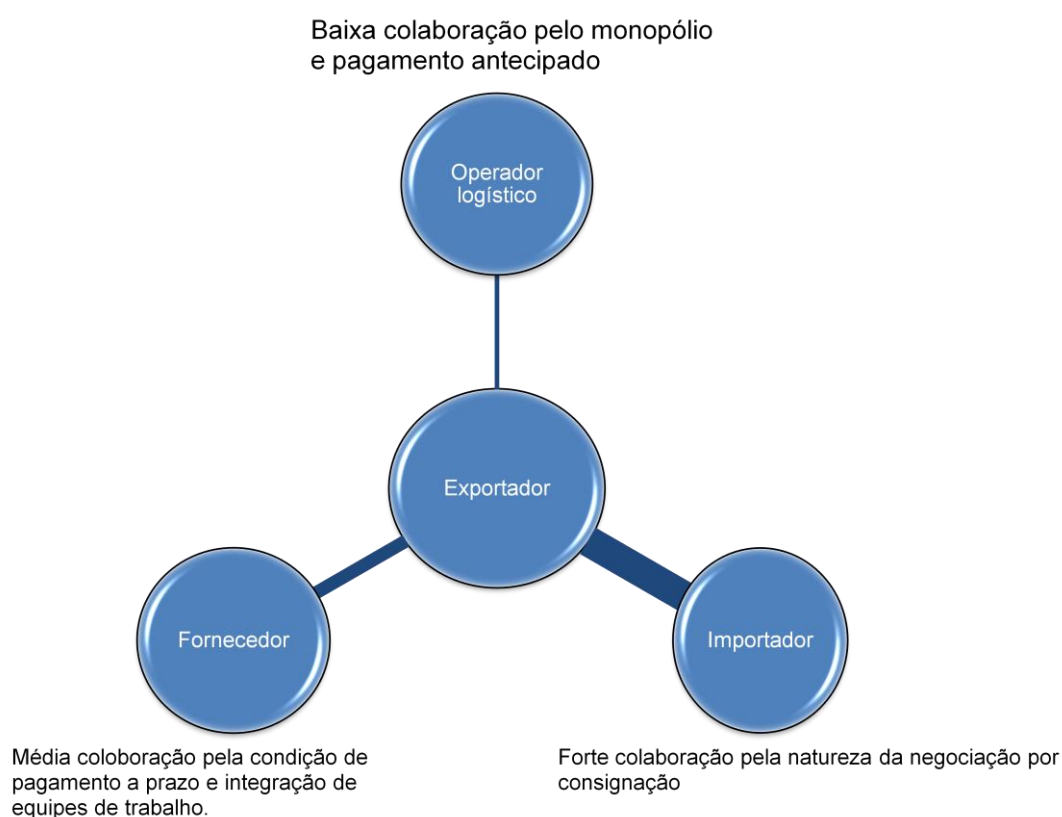 Baixa colaboração pelo monopólio
e pagamento antecipado
Operador
logístico
Exportador
Fornecedor
Importador
Média coloboração pela condição de
pagamento a prazo e integração de
equipes de trabalho.
Forte colaboração pela natureza da negociação por
consignação